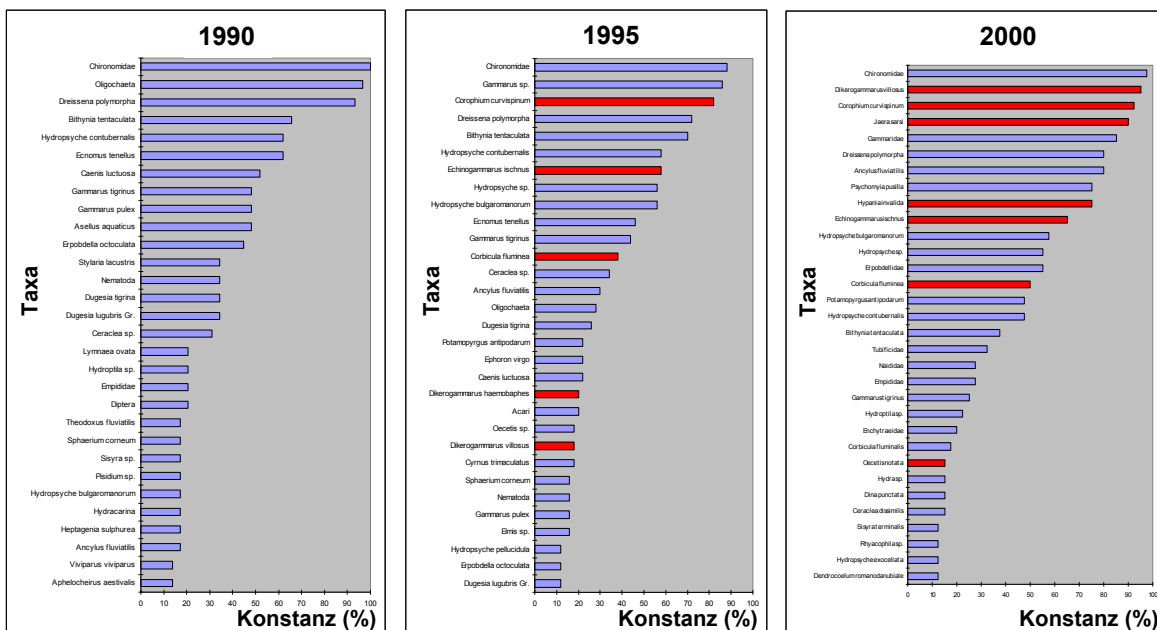 1990
Taxa
Chironomidae
Oligochaeta
Dreissena polymorpha
Bithynia tentaculata
Hydropsyche contubernalis
Ecnomus tenellus
Caenis luctuosa
Gammarus tigrinus
Gammarus pulex
Asellus aquaticus
Erpobdella octoculata
Stylaria lacustris
Nematoda
Dugesia tigrina
Dugesia lugubris Gr.
Ceraclea sp.
Lymnaea ovata
Hydroptila sp.
Empididae
Diptera
Theodoxus fluviatilis
Sphaerium corneum
Sisyra sp.
Pisidium sp.
Hydropsyche bulgaromanorum
Hydracarina
Heptagenia sulphurea
Ancylus fluviatilis
Viviparus viviparus
Aphelocheirus aestivalis
0 10 20 30 40 50 60 70 80 90 100
Konstanz (%)
1995
Taxa
Chironomidae
Gammarus sp.
Corophium curvispinum
Dreissena polymorpha
Bithynia tentaculata
Hydropsyche contubernalis
Echinogammarus ischnus
Hydropsyche sp.
Hydropsyche bulgaromanorum
Ecnomus tenellus
Gammarus tigrinus
Corbicula fluminea
Ceraclea sp.
Ancylus fluviatilis
Oligochaeta
Dugesia tigrina
Potamopyrgus antipodarum
Ephoron virgo
Caenis luctuosa
Dikerogammarus haemobaphes
Acari
Oecetis sp.
Dikerogammarus villosus
Cyrnus trimaculatus
Sphaerium corneum
Nematoda
Gammarus pulex
Elmis sp.
Hydropsyche pellucidula
Erpobdella octoculata
Dugesia lugubris Gr.
0 10 20 30 40 50 60 70 80 90 100
Konstanz (%)
2000
Taxa
Chironomidae
Dikerogammarus villosus
Corophium curvispinum
Jaera sarsi
Gammaridae
Dreissena polymorpha
Ancylus fluviatilis
Psychomyia pusilla
Hypania invalida
Echinogammarus ischnus
Hydropsyche bulgaromanorum
Hydropsyche sp.
Erpobdellidae
Corbicula fluminea
Potamopyrgus antipodarum
Hydropsyche contubernalis
Bithynia tentaculata
Tubificidae
Naididae
Empididae
Gammarus tigrinus
Hydroptila sp.
Enchytraeidae
Corbicula fluminalis
Oecetis notata
Hydra sp.
Dina punctata
Ceraclea dissimilis
Sisyra terminalis
Rhyacophila sp.
Hydropsyche exocellata
Dendrocoelum romanodanubiale
0 10 20 30 40 50 60 70 80 90 100
Konstanz (%)